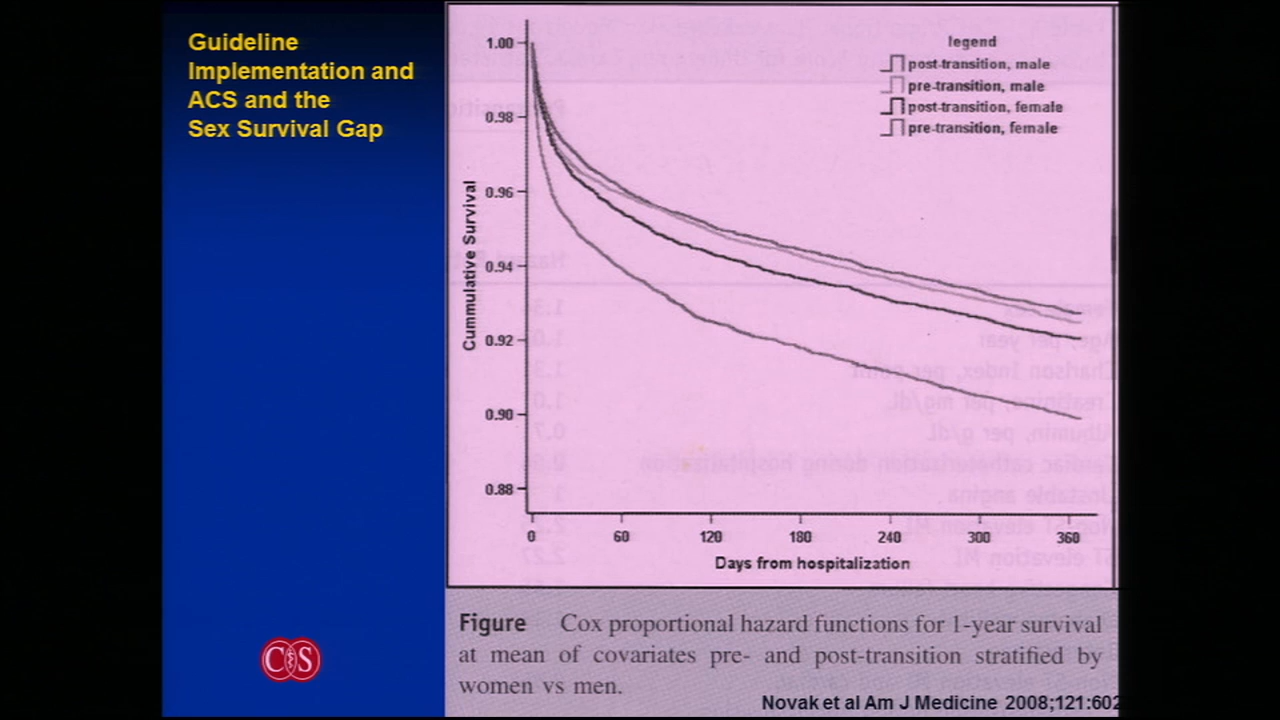 Guideline
Implementation and
ACS and the
Sex Survival Gap
legend
post-transition, male
pre-transition, male
post-transition, female
pre-transition, female
Cummulative Survival
1.00
0.98
0.96
0.94
0.92
0.90
0.88
0 60 120 180 240 300 360
Days from hospitalization
Figure Cox proportional hazard functions for 1-year survival
at mean of covariates pre- and post-transition stratified by
women vs men.
Novak et al Am J Medicine 2008;121:602
CS